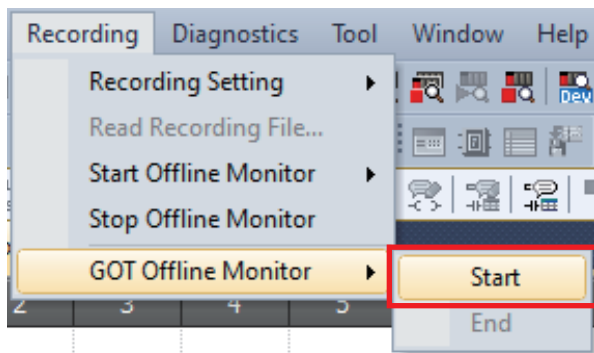 Recording Diagnostics Tool Window Help
Recording Setting
Dev
Read Recording File...
Start Offline Monitor
Stop Offline Monitor
GOT Offline Monitor
Start
2 3 4 5
End